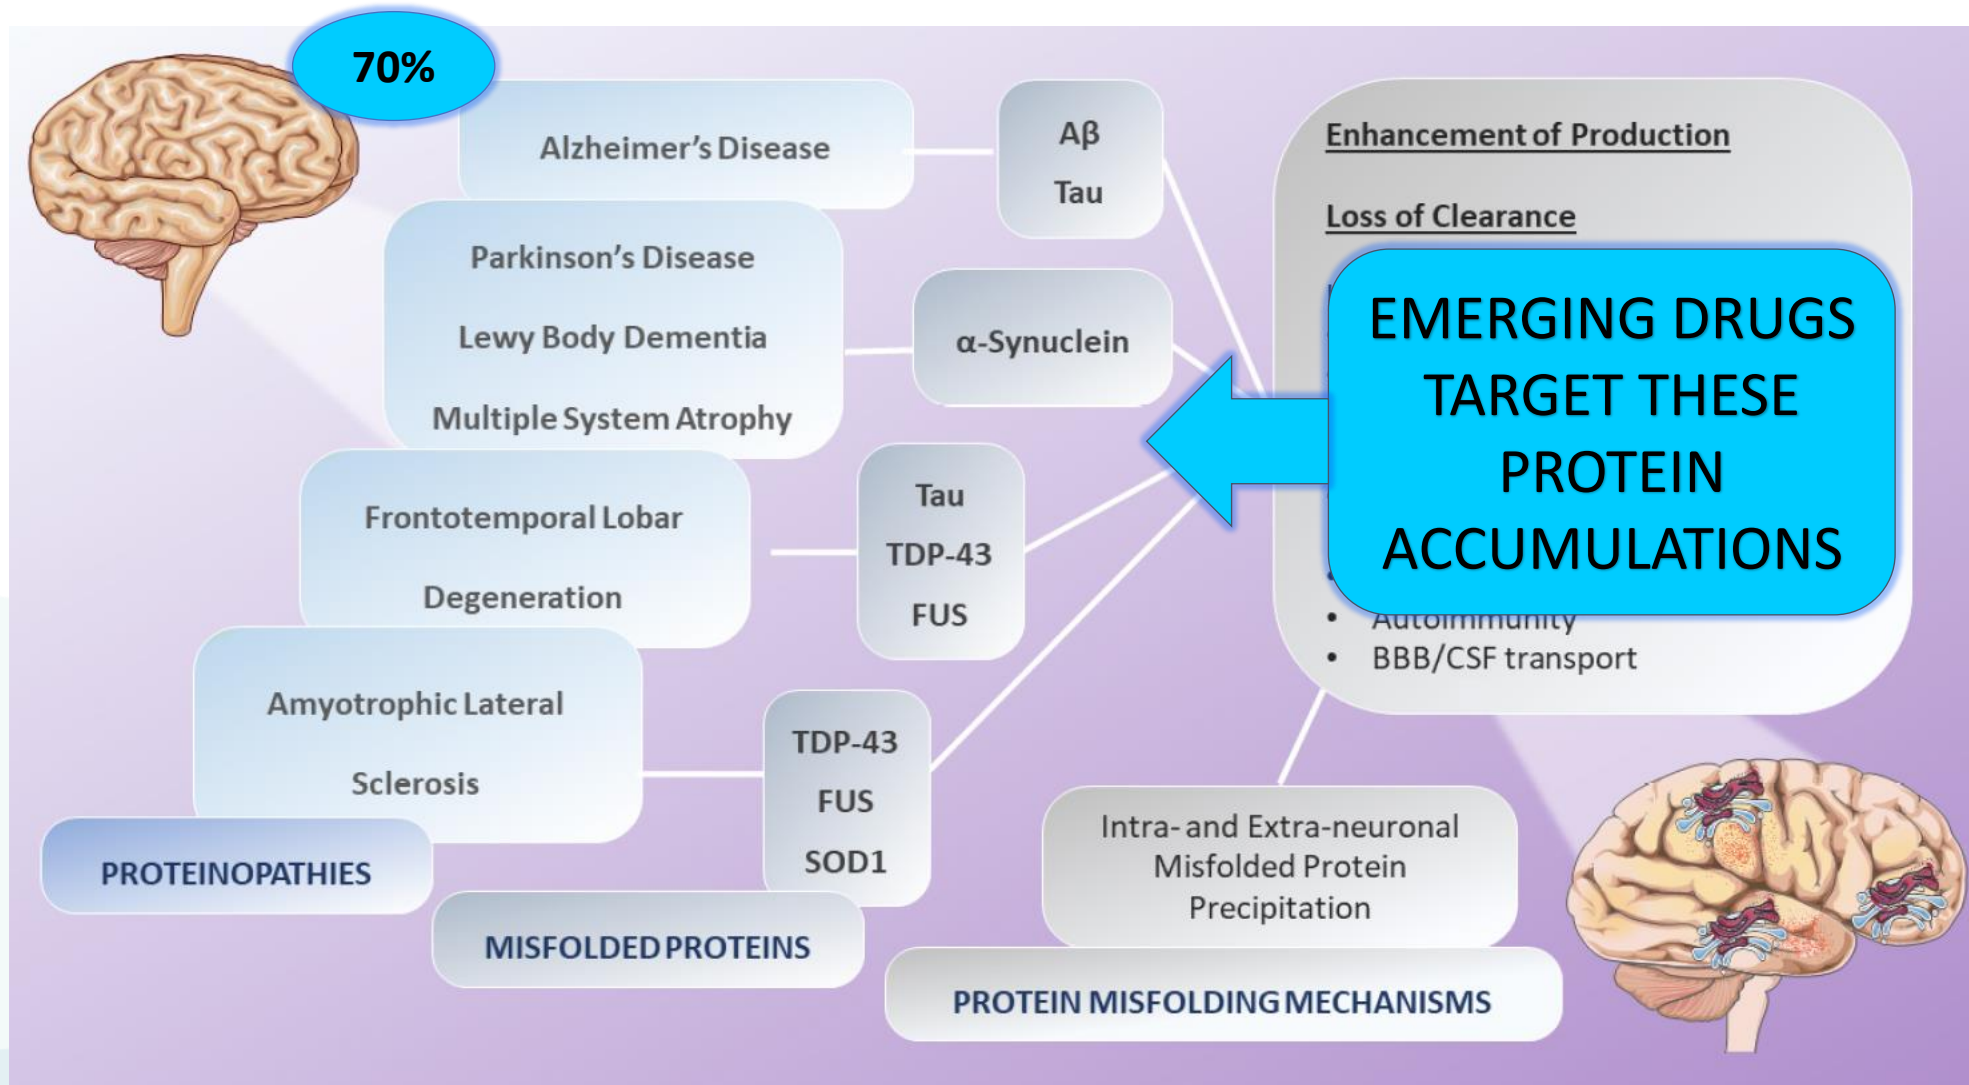 70%
Alzheimer’s Disease
Aβ
Tau
Parkinson’s Disease
Lewy Body Dementia
Multiple System Atrophy
α-Synuclein
Frontotemporal Lobar
Degeneration
Tau
TDP-43
FUS
Amyotrophic Lateral
Sclerosis
TDP-43
FUS
SOD1
PROTEINOPATHIES
MISFOLDED PROTEINS
Enhancement of Production
Loss of Clearance
EMERGING DRUGS
TARGET THESE
PROTEIN
ACCUMULATIONS
• Autoimmunity
• BBB/CSF transport
Intra- and Extra-neuronal
Misfolded Protein
Precipitation
PROTEIN MISFOLDING MECHANISMS